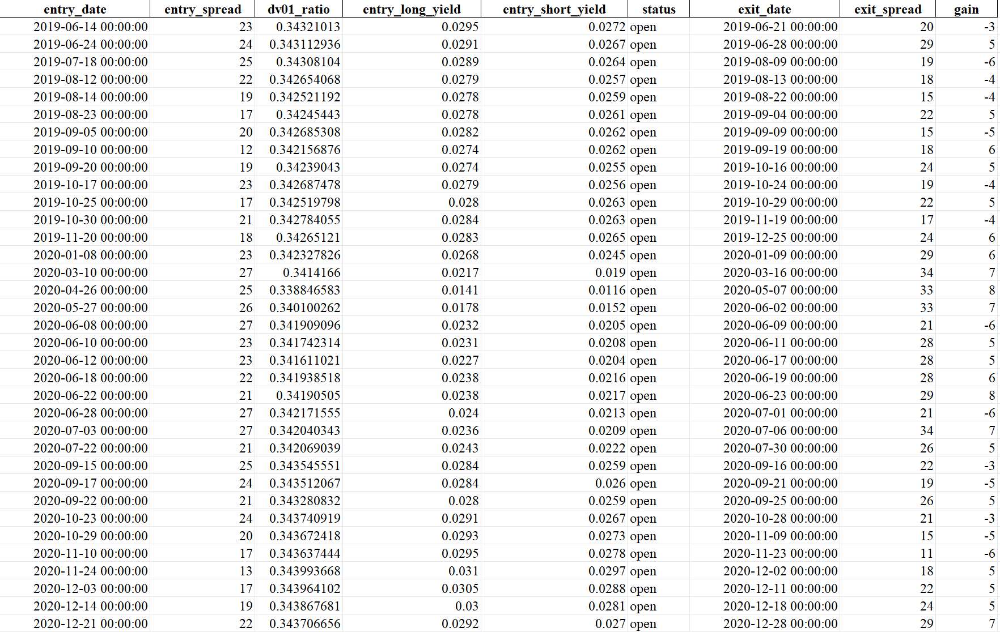 entry_date entry_spread dv01_ratio entry_long_yield entry_short_yield status exit_date exit_spread gain
2019-06-14 00:00:00 23 0.34321013 0.0295 0.0272 open 2019-06-21 00:00:00 20 -3
2019-06-24 00:00:00 24 0.343112936 0.0291 0.0267 open 2019-06-28 00:00:00 29 5
2019-07-18 00:00:00 25 0.34308104 0.0289 0.0264 open 2019-08-09 00:00:00 19 -6
2019-08-12 00:00:00 22 0.342654068 0.0279 0.0257 open 2019-08-13 00:00:00 18 -4
2019-08-14 00:00:00 19 0.342521192 0.0278 0.0259 open 2019-08-22 00:00:00 15 -4
2019-08-23 00:00:00 17 0.34245443 0.0278 0.0261 open 2019-09-04 00:00:00 22 5
2019-09-05 00:00:00 20 0.342685308 0.0282 0.0262 open 2019-09-09 00:00:00 15 -5
2019-09-10 00:00:00 12 0.342156876 0.0274 0.0262 open 2019-09-19 00:00:00 18 6
2019-09-20 00:00:00 19 0.34239043 0.0274 0.0255 open 2019-10-16 00:00:00 24 5
2019-10-17 00:00:00 23 0.342687478 0.0279 0.0256 open 2019-10-24 00:00:00 19 -4
2019-10-25 00:00:00 17 0.342519798 0.028 0.0263 open 2019-10-29 00:00:00 22 5
2019-10-30 00:00:00 21 0.342784055 0.0284 0.0263 open 2019-11-19 00:00:00 17 -4
2019-11-20 00:00:00 18 0.34265121 0.0283 0.0265 open 2019-12-25 00:00:00 24 6
2020-01-08 00:00:00 23 0.342327826 0.0268 0.0245 open 2020-01-09 00:00:00 29 6
2020-03-10 00:00:00 27 0.3414166 0.0217 0.019 open 2020-03-16 00:00:00 34 7
2020-04-26 00:00:00 25 0.338846583 0.0141 0.0116 open 2020-05-07 00:00:00 33 8
2020-05-27 00:00:00 26 0.340100262 0.0178 0.0152 open 2020-06-02 00:00:00 33 7
2020-06-08 00:00:00 27 0.341909096 0.0232 0.0205 open 2020-06-09 00:00:00 21 -6
2020-06-10 00:00:00 23 0.341742314 0.0231 0.0208 open 2020-06-11 00:00:00 28 5
2020-06-12 00:00:00 23 0.341611021 0.0227 0.0204 open 2020-06-17 00:00:00 28 5
2020-06-18 00:00:00 22 0.341938518 0.0238 0.0216 open 2020-06-19 00:00:00 28 6
2020-06-22 00:00:00 21 0.34190505 0.0238 0.0217 open 2020-06-23 00:00:00 29 8
2020-06-28 00:00:00 27 0.342171555 0.024 0.0213 open 2020-07-01 00:00:00 21 -6
2020-07-03 00:00:00 27 0.342040343 0.0236 0.0209 open 2020-07-06 00:00:00 34 7
2020-07-22 00:00:00 21 0.342069039 0.0243 0.0222 open 2020-07-30 00:00:00 26 5
2020-09-15 00:00:00 25 0.343545551 0.0284 0.0259 open 2020-09-16 00:00:00 22 -3
2020-09-17 00:00:00 24 0.343512067 0.0284 0.026 open 2020-09-21 00:00:00 19 -5
2020-09-22 00:00:00 21 0.343280832 0.028 0.0259 open 2020-09-25 00:00:00 26 5
2020-10-23 00:00:00 24 0.343740919 0.0291 0.0267 open 2020-10-28 00:00:00 21 -3
2020-10-29 00:00:00 20 0.343672418 0.0293 0.0273 open 2020-11-09 00:00:00 15 -5
2020-11-10 00:00:00 17 0.343637444 0.0295 0.0278 open 2020-11-23 00:00:00 11 -6
2020-11-24 00:00:00 13 0.343993668 0.031 0.0297 open 2020-12-02 00:00:00 18 5
2020-12-03 00:00:00 17 0.343964102 0.0305 0.0288 open 2020-12-11 00:00:00 22 5
2020-12-14 00:00:00 19 0.343867681 0.03 0.0281 open 2020-12-18 00:00:00 24 5
2020-12-21 00:00:00 22 0.343706656 0.0292 0.027 open 2020-12-28 00:00:00 29 7